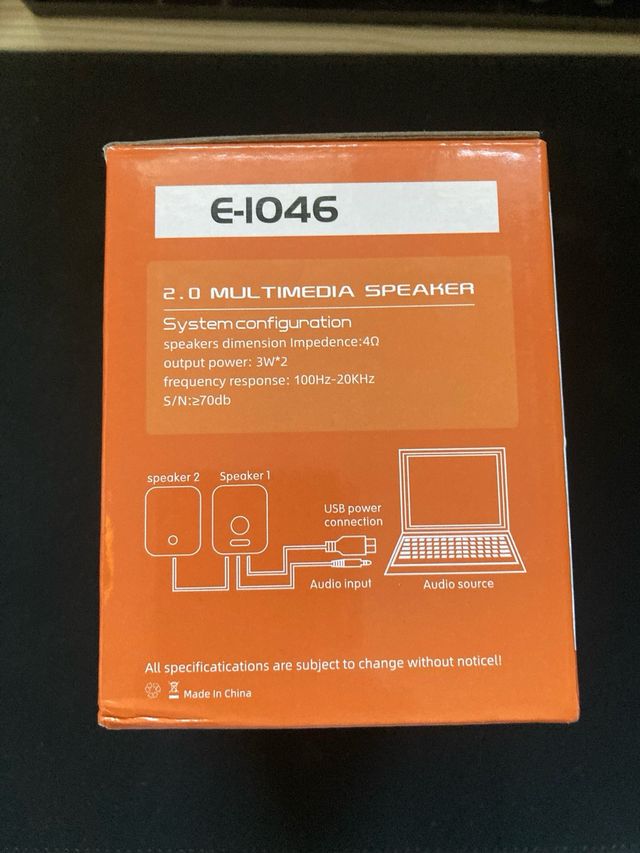 E-1046
2.0 MULTIMEDIA SPEAKER
System configuration
speakers dimension Impedence:4Ω
output power: 3W*2
frequency response: 100Hz-20KHz
S/N:≥70db
speaker 2 Speaker 1
USB power
connection
Audio input
Audio source
All specificatications are subject to change without noticel!
Made in China